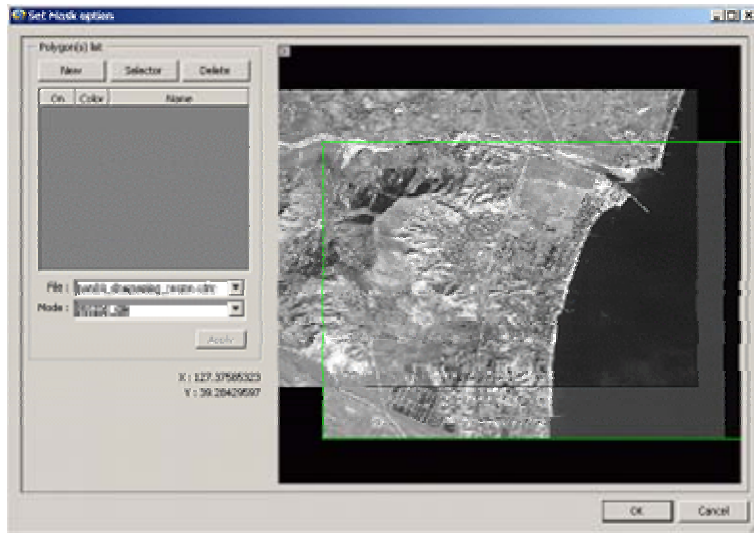 Set Mask option
Polygon(s) list
New Selector Delete
On Color Name
File :
Mode :
Apply
X : 127.37585323
Y : 39.28429597
OK Cancel